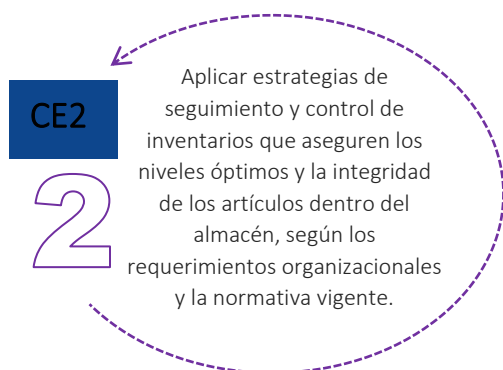 CE2
2
Aplicar estrategias de
seguimiento y control de
inventarios que aseguren los
niveles óptimos y la integridad
de los artículos dentro del
almacén, según los
requerimientos organizacionales
y la normativa vigente.